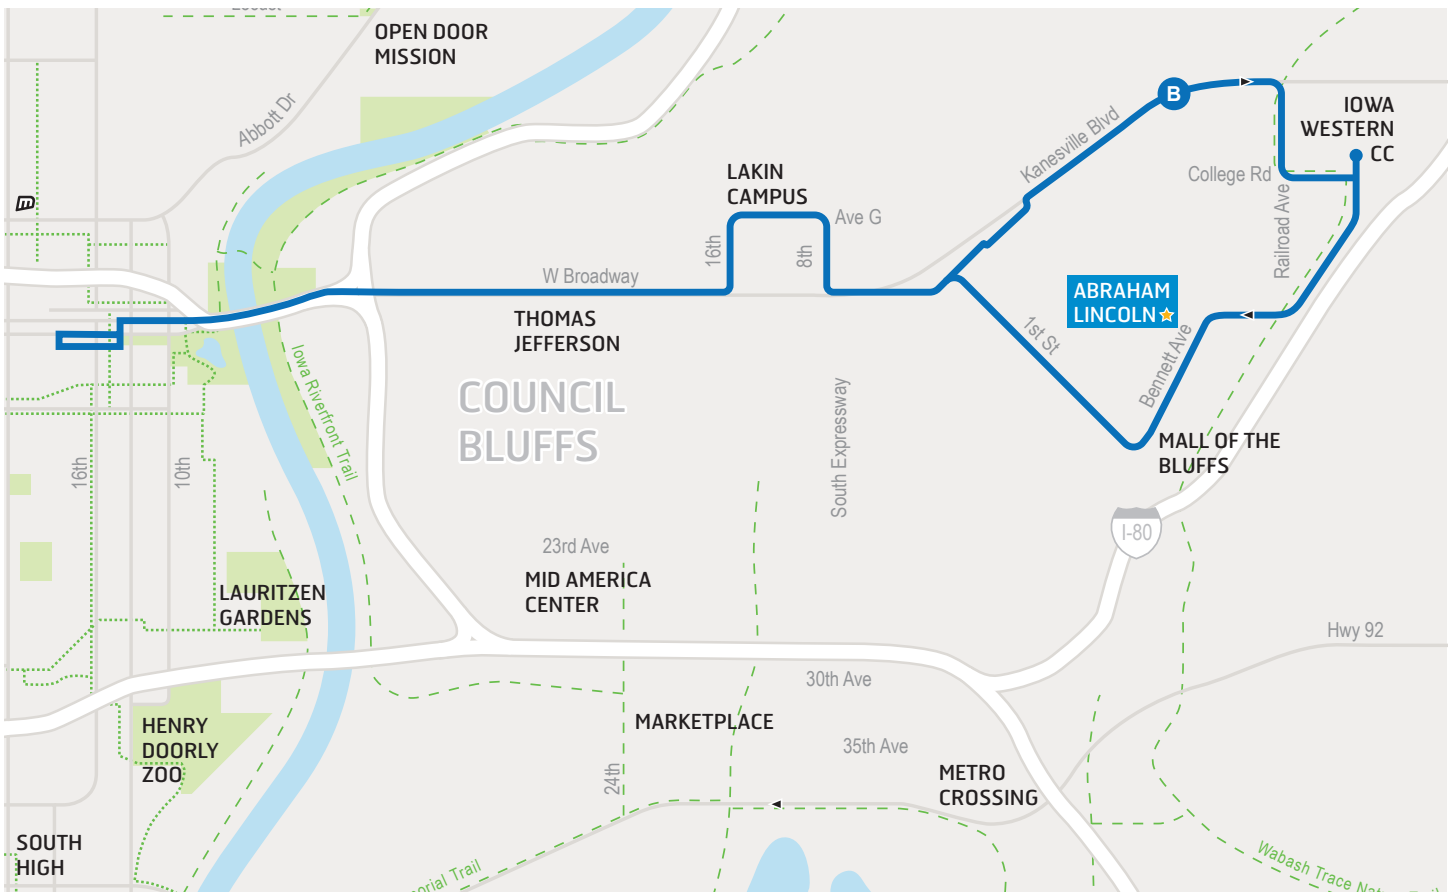 OPEN DOOR
MISSION
Abbott Dr
B
IOWA
WESTERN
CC
Kanesville Blvd
LAKIN
CAMPUS
College Rd
Ave G
16th
8th
Railroad Ave
W Broadway
ABRAHAM
LINCOLN
THOMAS
JEFFERSON
1st St
Bennett Ave
Iowa Riverfront Trail
COUNCIL
BLUFFS
South Expressway
MALL OF THE
BLUFFS
16th
10th
I-80
23rd Ave
MID AMERICA
CENTER
LAURITZEN
GARDENS
Hwy 92
30th Ave
MARKETPLACE
HENRY
DOORLY
ZOO
35th Ave
24th
METRO
CROSSING
SOUTH
HIGH
orial Trail
Wabash Trace